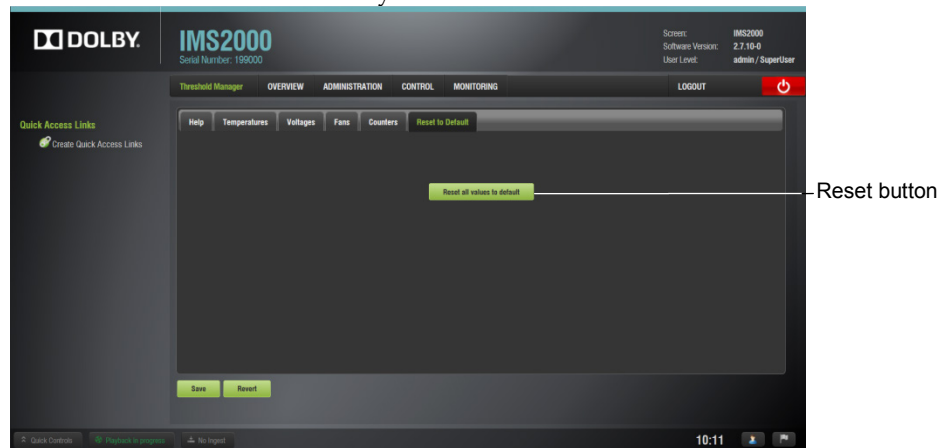 y
DOLBY.
IMS2000
Serial Number: 199000
Screen: IMS2000
Software Version: 2.7.10-0
User Level: admin / SuperUser
Threshold Manager OVERVIEW ADMINISTRATION CONTROL MONITORING LOGOUT
Quick Access Links
Create Quick Access Links
Help Temperatures Voltages Fans Counters Reset to Default
Reset all values to default
Reset button
Save Revert
Quick Controls Playback in progress No Ingest 10:11